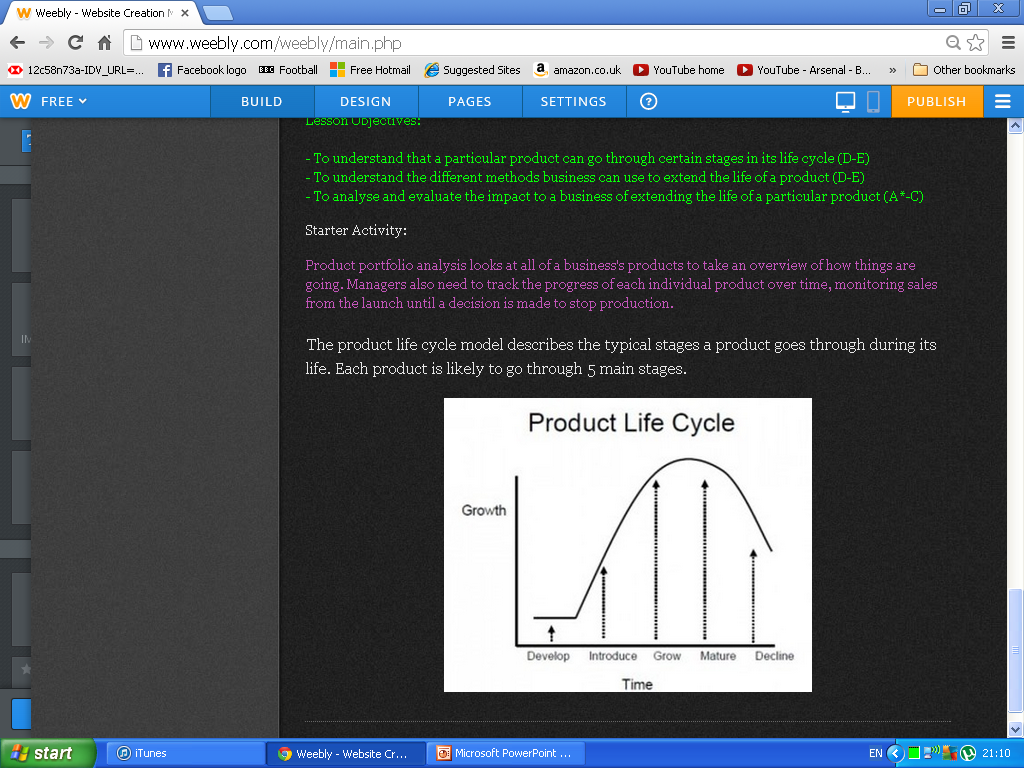 Weebly - Website Creation M
www.weebly.com/weebly/main.php
12c58n73a-IDV_URL=... Facebook logo BBC Football Free Hotmail Suggested Sites amazon.co.uk YouTube home YouTube - Arsenal - B... » Other bookmarks
W FREE BUILD DESIGN PAGES SETTINGS ? PUBLISH
Lesson Objectives:
- To understand that a particular product can go through certain stages in its life cycle (D-E)
- To understand the different methods business can use to extend the life of a product (D-E)
- To analyse and evaluate the impact to a business of extending the life of a particular product (A*-C)
Starter Activity:
Product portfolio analysis looks at all of a business's products to take an overview of how things are
going. Managers also need to track the progress of each individual product over time, monitoring sales
from the launch until a decision is made to stop production.
The product life cycle model describes the typical stages a product goes through during its
life. Each product is likely to go through 5 main stages.
Product Life Cycle
Growth
Develop Introduce Grow Mature Decline
Time
start iTunes Weebly - Website Cr... Microsoft PowerPoint ... EN 21:10